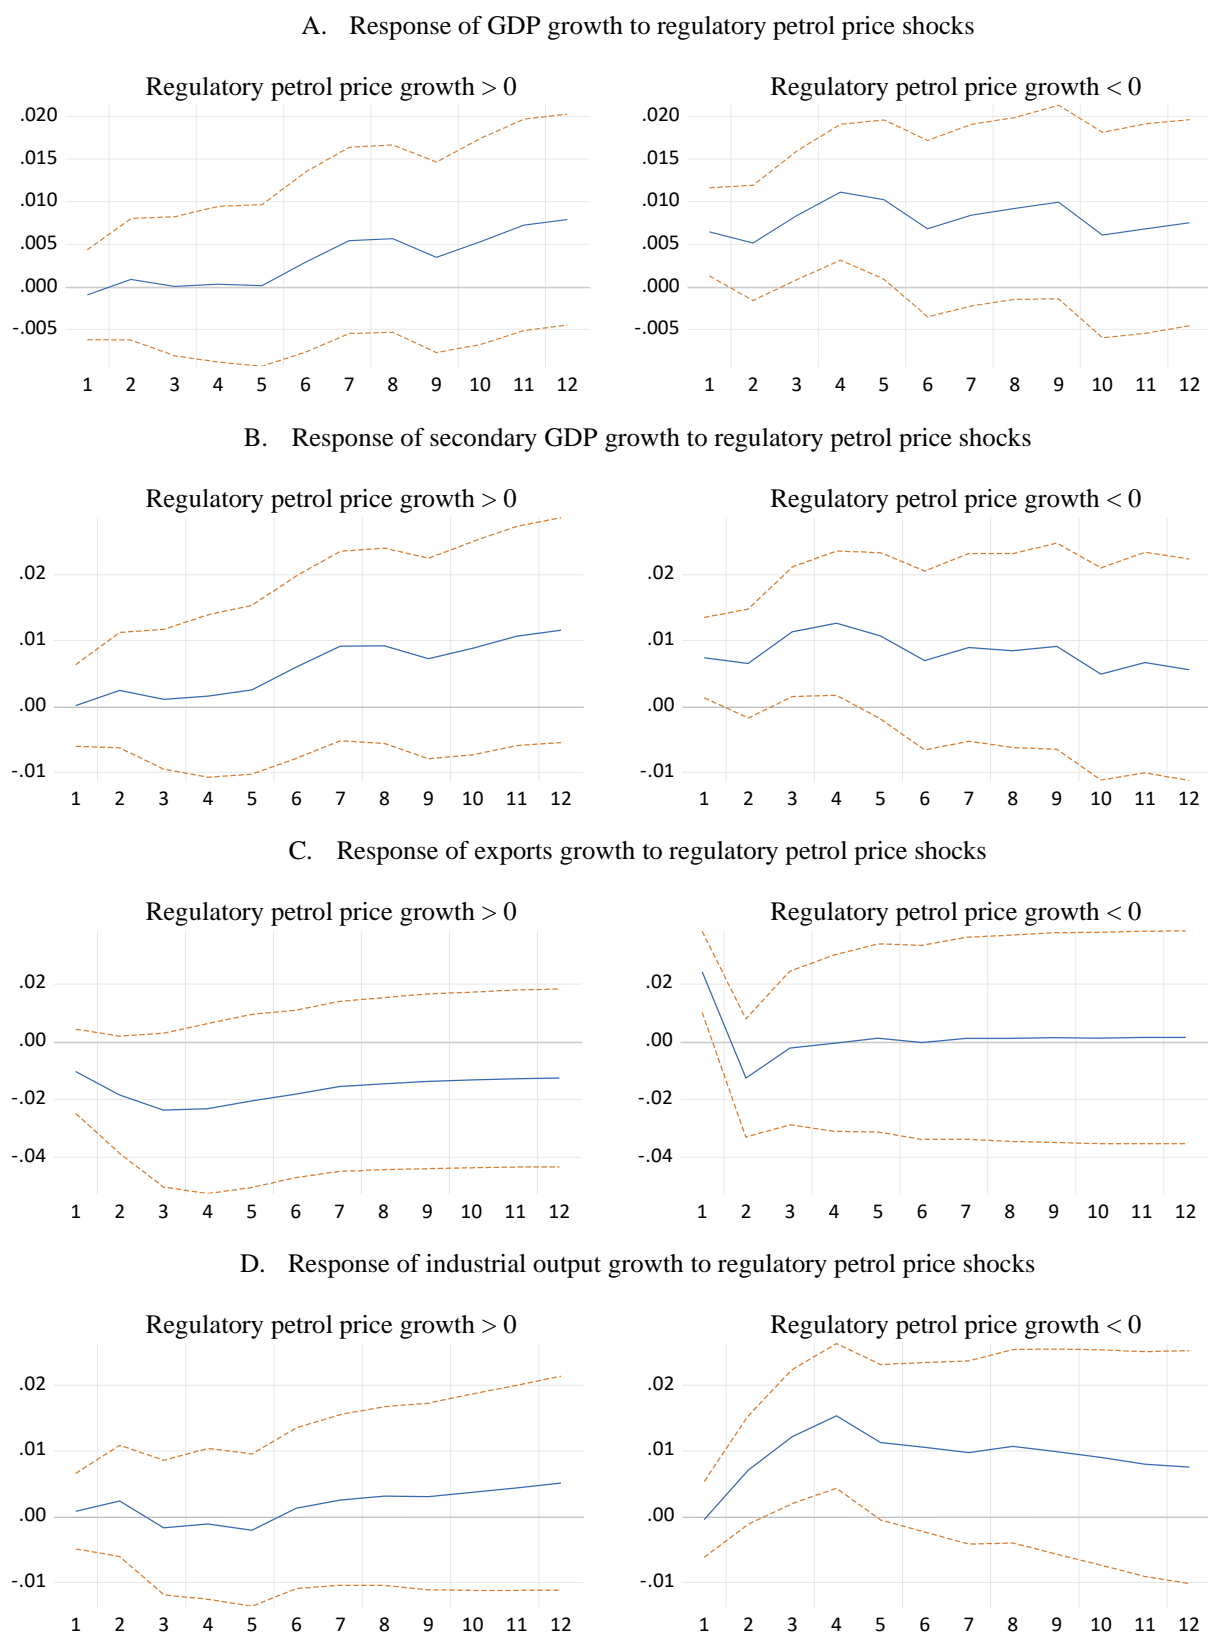 A. Response of GDP growth to regulatory petrol price shocks
Regulatory petrol price growth > 0
.020
.015
.010
.005
.000
-.005
1 2 3 4 5 6 7 8 9 10 11 12
Regulatory petrol price growth < 0
.020
.015
.010
.005
.000
-.005
1 2 3 4 5 6 7 8 9 10 11 12
B. Response of secondary GDP growth to regulatory petrol price shocks
Regulatory petrol price growth > 0
.02
.01
.00
-.01
1 2 3 4 5 6 7 8 9 10 11 12
Regulatory petrol price growth < 0
.02
.01
.00
-.01
1 2 3 4 5 6 7 8 9 10 11 12
C. Response of exports growth to regulatory petrol price shocks
Regulatory petrol price growth > 0
.02
.00
-.02
-.04
1 2 3 4 5 6 7 8 9 10 11 12
Regulatory petrol price growth < 0
.02
.00
-.02
-.04
1 2 3 4 5 6 7 8 9 10 11 12
D. Response of industrial output growth to regulatory petrol price shocks
Regulatory petrol price growth > 0
.02
.01
.00
-.01
1 2 3 4 5 6 7 8 9 10 11 12
Regulatory petrol price growth < 0
.02
.01
.00
-.01
1 2 3 4 5 6 7 8 9 10 11 12